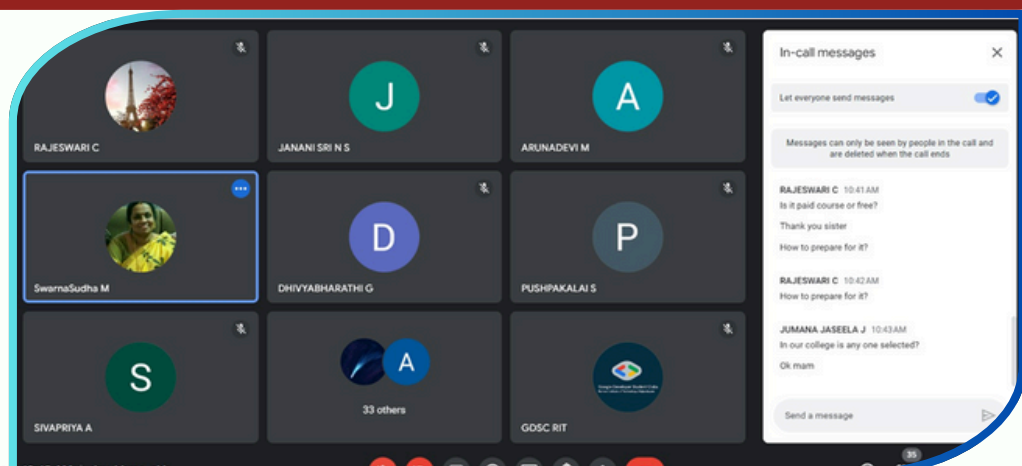 In-call messages
Let everyone send messages
Messages can only be seen by people in the call and
are deleted when the call ends
RAJESWARI C 10:41 AM
Is it paid course or free?
Thank you sister
How to prepare for it?
RAJESWARI C 10:42 AM
How to prepare for it?
JUMANA JASEELA J 10:43 AM
In our college is any one selected?
Ok mam
Send a message
RAJESWARI C
J
JANANI SRI N S
A
ARUNADEVI M
SwarnaSudha M
D
DHIVYABHARATHI G
P
PUSHPAKALAI S
S
SIVAPRIYA A
A
33 others
GDSC RIT
35